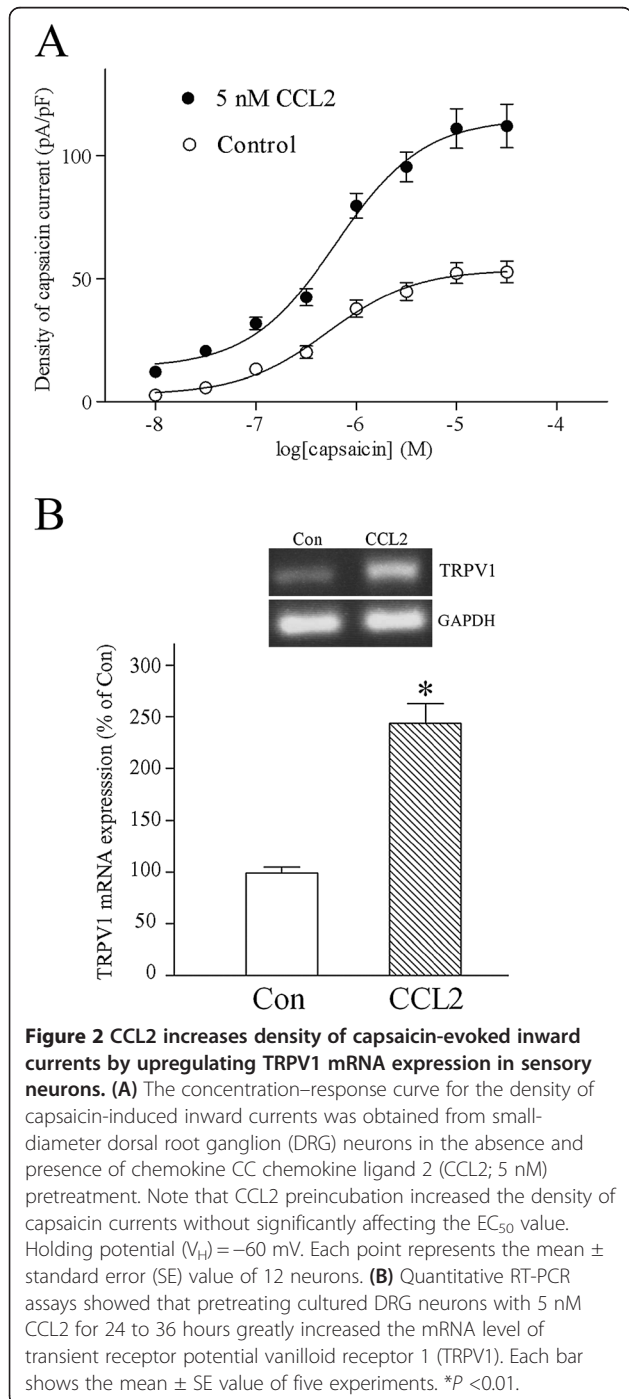 A
5 nM CCL2
Control
Density of capsaicin current (pA/pF)
100
50
0
-8
-7
-6
-5
-4
log[capsaicin] (M)
B
Con
CCL2
TRPV1
GAPDH
TRPV1 mRNA expresssion (% of Con)
300
250
200
150
100
50
0
*
Con
CCL2
Figure 2 CCL2 increases density of capsaicin-evoked inward
currents by upregulating TRPV1 mRNA expression in sensory
neurons. (A) The concentration–response curve for the density of
capsaicin-induced inward currents was obtained from small-
diameter dorsal root ganglion (DRG) neurons in the absence and
presence of chemokine CC chemokine ligand 2 (CCL2; 5 nM)
pretreatment. Note that CCL2 preincubation increased the density of
capsaicin currents without significantly affecting the EC50 value.
Holding potential (VH) = −60 mV. Each point represents the mean ±
standard error (SE) value of 12 neurons. (B) Quantitative RT-PCR
assays showed that pretreating cultured DRG neurons with 5 nM
CCL2 for 24 to 36 hours greatly increased the mRNA level of
transient receptor potential vanilloid receptor 1 (TRPV1). Each bar
shows the mean ± SE value of five experiments. *P <0.01.